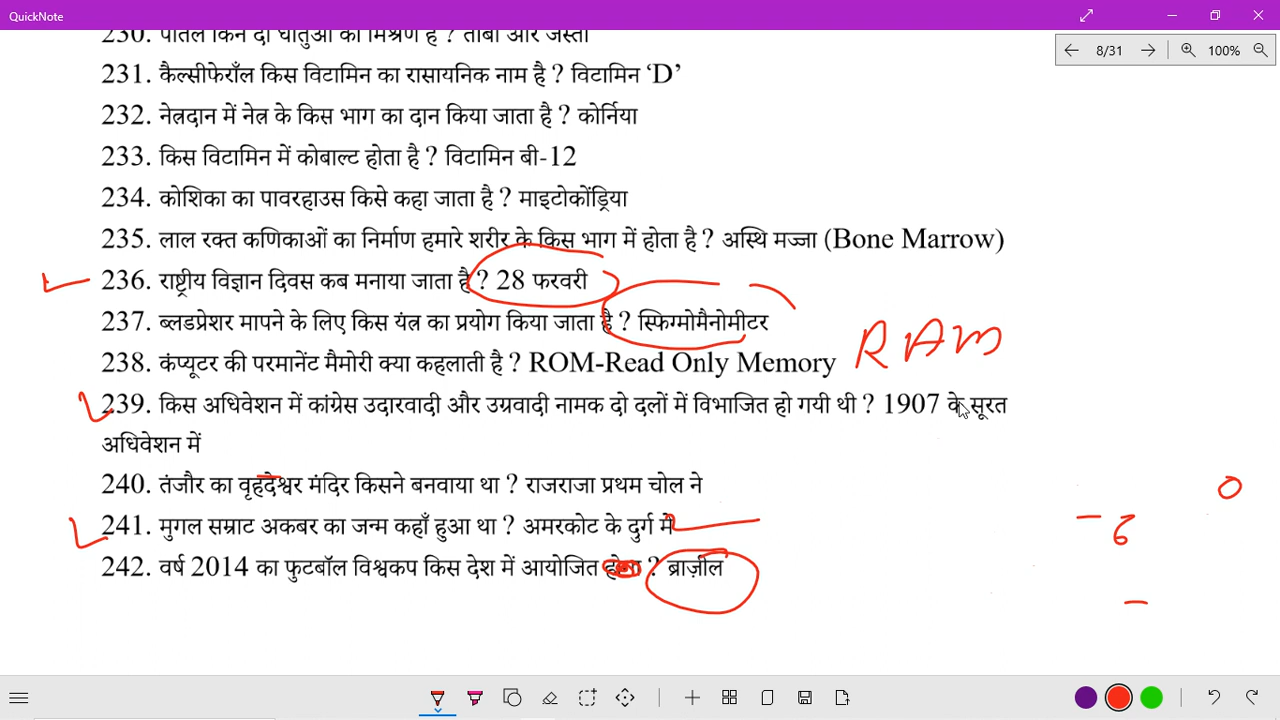 QuickNote
8/31
100%
230. पीतल किन दो धातुओं का मिश्रण है ? तांबा और जस्ता
231. कैल्सीफेरॉल किस विटामिन का रासायनिक नाम है ? विटामिन ‘D’
232. नेत्रदान में नेत्र के किस भाग का दान किया जाता है ? कोर्निया
233. किस विटामिन में कोबाल्ट होता है ? विटामिन बी-12
234. कोशिका का पावरहाउस किसे कहा जाता है ? माइटोकोंड्रिया
235. लाल रक्त कणिकाओं का निर्माण हमारे शरीर के किस भाग में होता है ? अस्थि मज्जा (Bone Marrow)
236. राष्ट्रीय विज्ञान दिवस कब मनाया जाता है ? 28 फरवरी
237. ब्लडप्रेशर मापने के लिए किस यंत्र का प्रयोग किया जाता है ? स्फिग्मोमैनोमीटर
238. कंप्यूटर की परमानेंट मैमोरी क्या कहलाती है ? ROM-Read Only Memory
RAM
239. किस अधिवेशन में कांग्रेस उदारवादी और उग्रवादी नामक दो दलों में विभाजित हो गयी थी ? 1907 के सूरत
अधिवेशन में
240. तंजौर का वृहदेश्वर मंदिर किसने बनवाया था ? राजराजा प्रथम चोल ने
241. मुगल सम्राट अकबर का जन्म कहाँ हुआ था ? अमरकोट के दुर्ग में
242. वर्ष 2014 का फुटबॉल विश्वकप किस देश में आयोजित ? ब्राज़ील